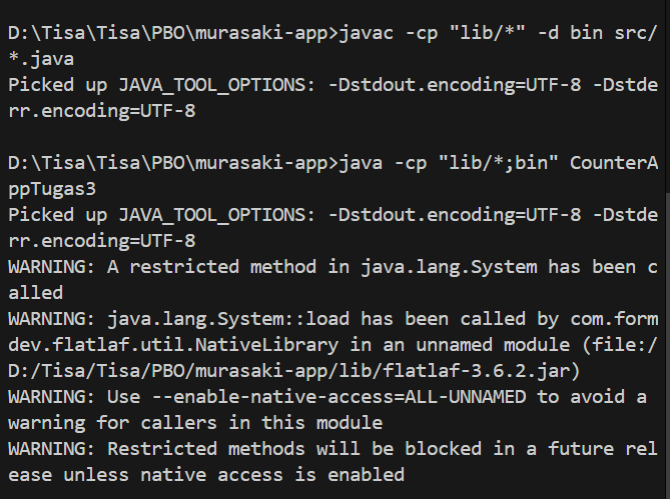 D:\Tisa\Tisa\PBO\murasaki-app>javac -cp "lib/*" -d bin src/
*.java
Picked up JAVA_TOOL_OPTIONS: -Dstdout.encoding=UTF-8 -Dstde
rr.encoding=UTF-8
D:\Tisa\Tisa\PBO\murasaki-app>java -cp "lib/*;bin" CounterA
ppTugas3
Picked up JAVA_TOOL_OPTIONS: -Dstdout.encoding=UTF-8 -Dstde
rr.encoding=UTF-8
WARNING: A restricted method in java.lang.System has been c
alled
WARNING: java.lang.System::load has been called by com.form
dev.flatlaf.util.NativeLibrary in an unnamed module (file:/
D:/Tisa/Tisa/PBO/murasaki-app/lib/flatlaf-3.6.2.jar)
WARNING: Use --enable-native-access=ALL-UNNAMED to avoid a
warning for callers in this module
WARNING: Restricted methods will be blocked in a future rel
ease unless native access is enabled